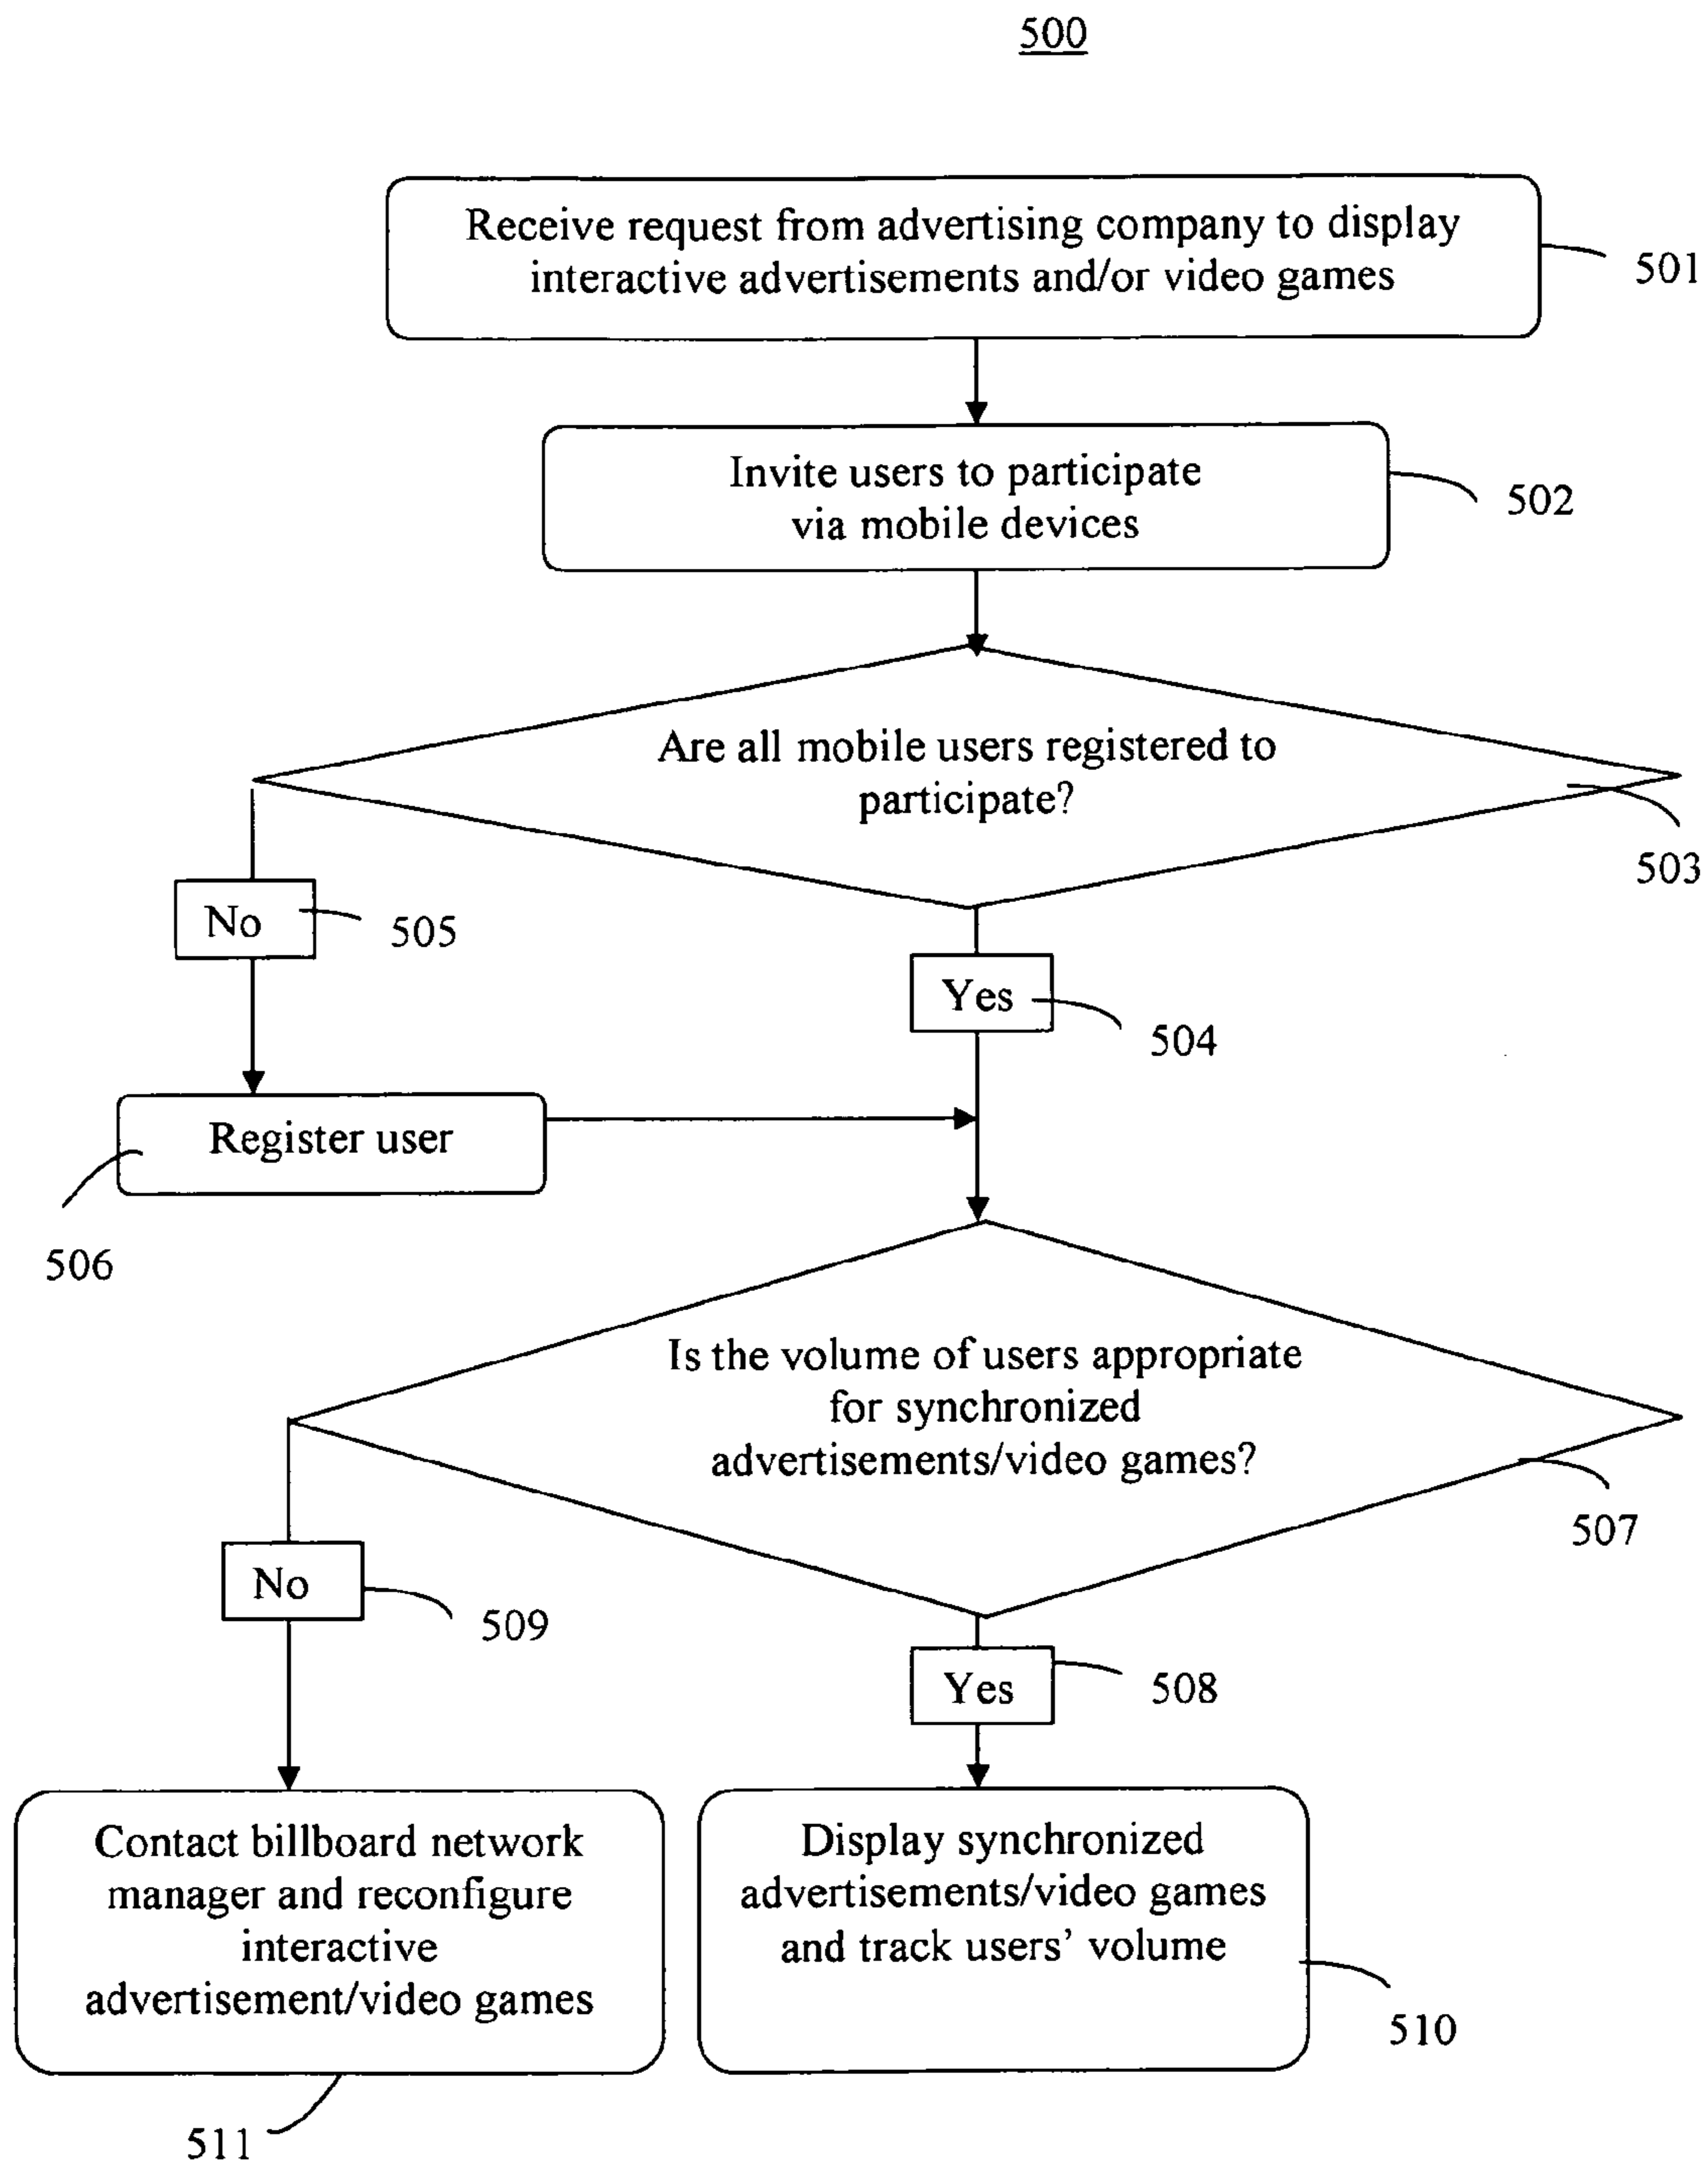 500
Receive request from advertising company to display
interactive advertisements and/or video games
501
Invite users to participate
via mobile devices
502
Are all mobile users registered to
participate?
503
No
505
Yes
504
Register user
506
Is the volume of users appropriate
for synchronized
advertisements/video games?
507
No
509
Yes
508
Contact billboard network
manager and reconfigure
interactive
advertisement/video games
511
Display synchronized
advertisements/video games
and track users' volume
510